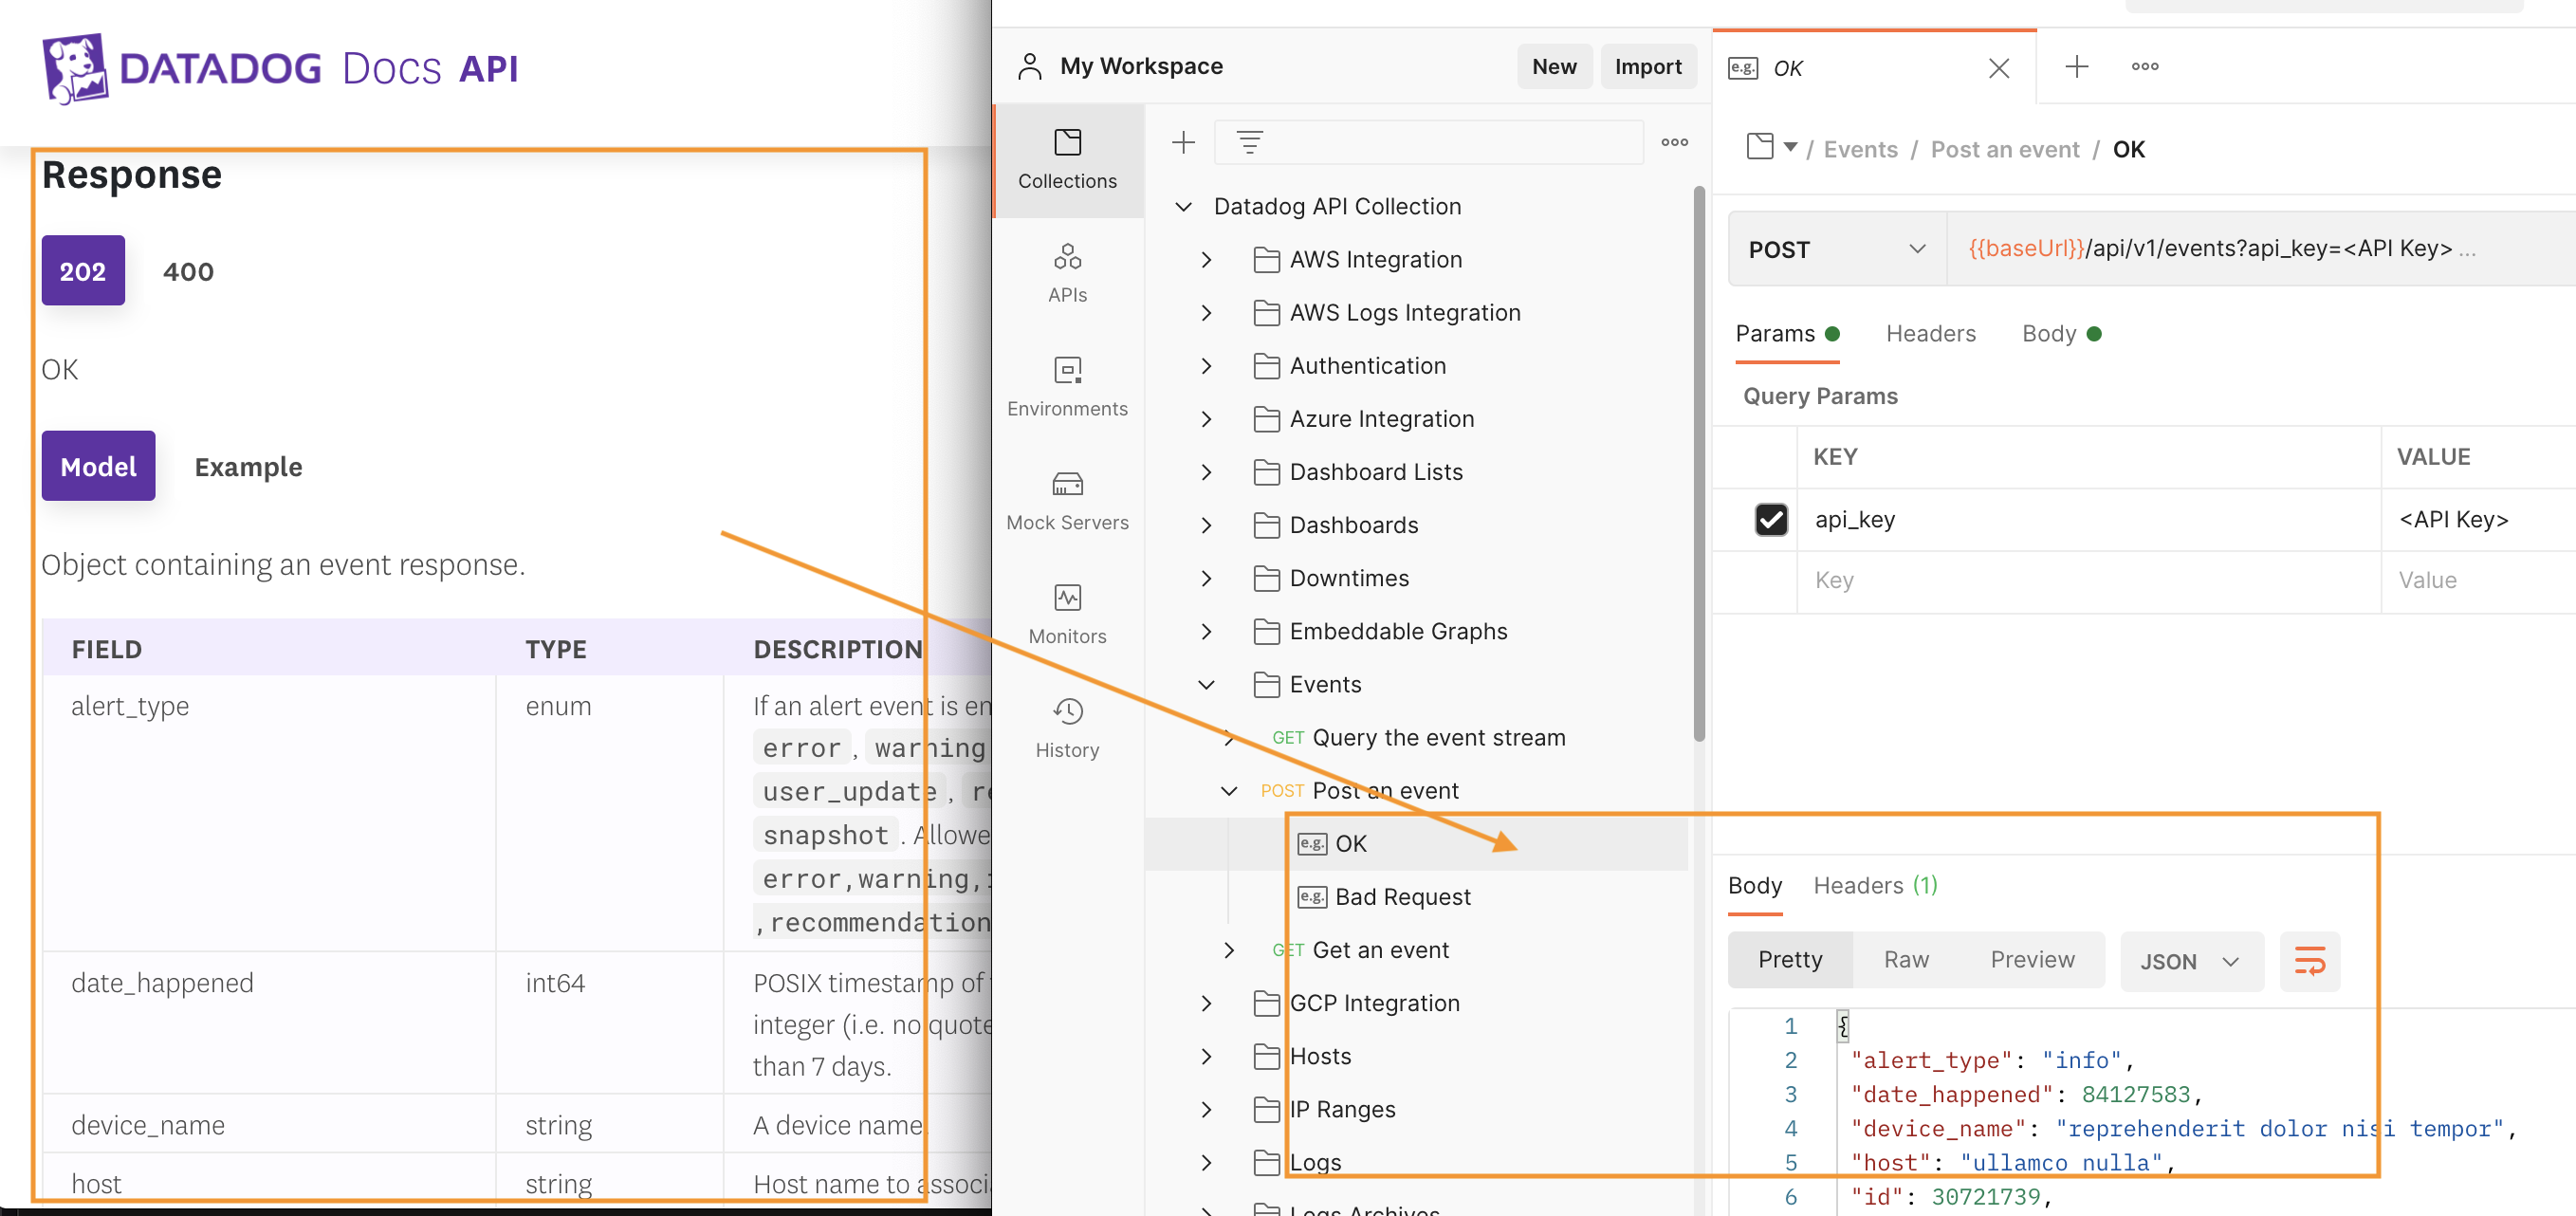 DATADOG Docs API
Response
202 400
OK
Model Example
Object containing an event response.
FIELD TYPE DESCRIPTION
alert_type enum If an alert event is en
error, warning
user_update, re
snapshot. Allowe
error,warning,i
,recommendation
date_happened int64 POSIX timestamp of
integer (i.e. no quote
than 7 days.
device_name string A device name.
host string Host name to associ
My Workspace New Import
Collections
APIs
Environments
Mock Servers
Monitors
History
Datadog API Collection
AWS Integration
AWS Logs Integration
Authentication
Azure Integration
Dashboard Lists
Dashboards
Downtimes
Embeddable Graphs
Events
GET Query the event stream
POST Post an event
e.g. OK
e.g. Bad Request
GET Get an event
GCP Integration
Hosts
IP Ranges
Logs
Logs Archives
e.g. OK
/ Events / Post an event / OK
POST {{baseUrl}}/api/v1/events?api_key=<API Key> ...
Params Headers Body
Query Params
KEY VALUE
api_key <API Key>
Key Value
Body Headers (1)
Pretty Raw Preview JSON
1 {
2 "alert_type": "info",
3 "date_happened": 84127583,
4 "device_name": "reprehenderit dolor nisi tempor",
5 "host": "ullamco nulla",
6 "id": 30721739,